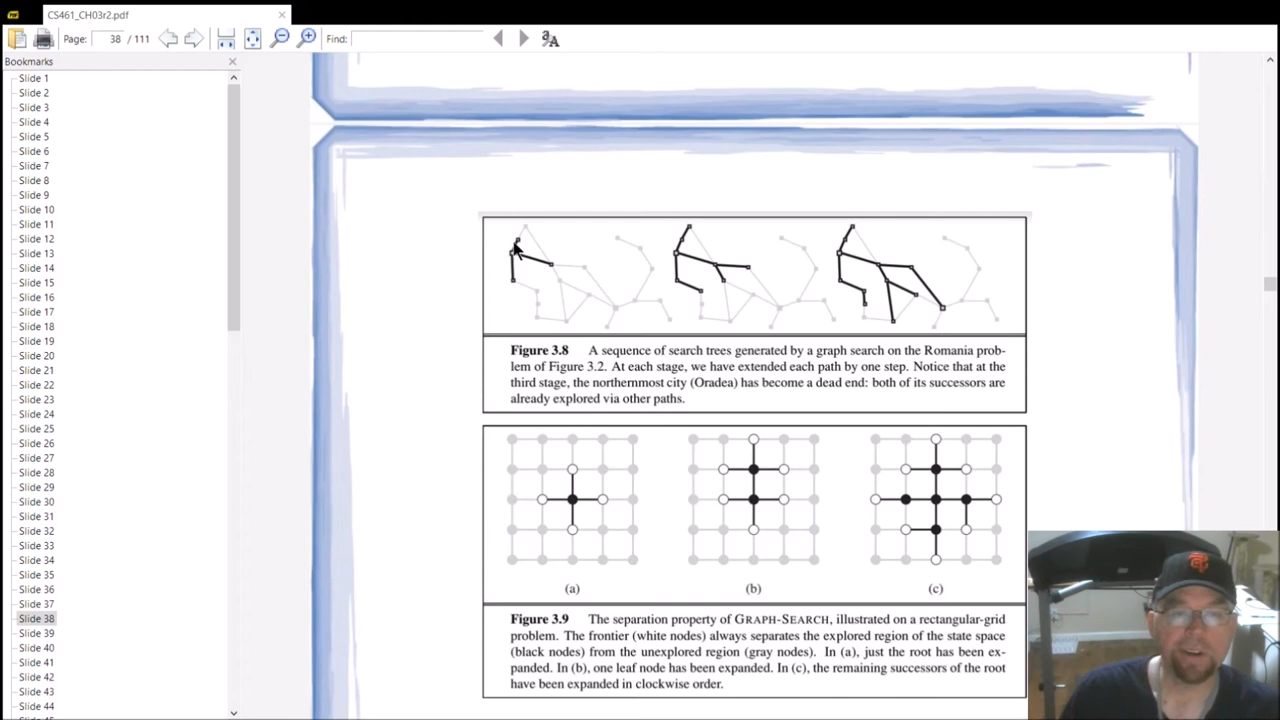 CS461_CH03r2.pdf
Page: 38 / 111 Find:
Bookmarks
Slide 1
Slide 2
Slide 3
Slide 4
Slide 5
Slide 6
Slide 7
Slide 8
Slide 9
Slide 10
Slide 11
Slide 12
Slide 13
Slide 14
Slide 15
Slide 16
Slide 17
Slide 18
Slide 19
Slide 20
Slide 21
Slide 22
Slide 23
Slide 24
Slide 25
Slide 26
Slide 27
Slide 28
Slide 29
Slide 30
Slide 31
Slide 32
Slide 33
Slide 34
Slide 35
Slide 36
Slide 37
Slide 38
Slide 39
Slide 40
Slide 41
Slide 42
Slide 43
Slide 44
Figure 3.8 A sequence of search trees generated by a graph search on the Romania prob-
lem of Figure 3.2. At each stage, we have extended each path by one step. Notice that at the
third stage, the northernmost city (Oradea) has become a dead end: both of its successors are
already explored via other paths.
(a) (b) (c)
Figure 3.9 The separation property of GRAPH-SEARCH, illustrated on a rectangular-grid
problem. The frontier (white nodes) always separates the explored region of the state space
(black nodes) from the unexplored region (gray nodes). In (a), just the root has been ex-
panded. In (b), one leaf node has been expanded. In (c), the remaining successors of the root
have been expanded in clockwise order.